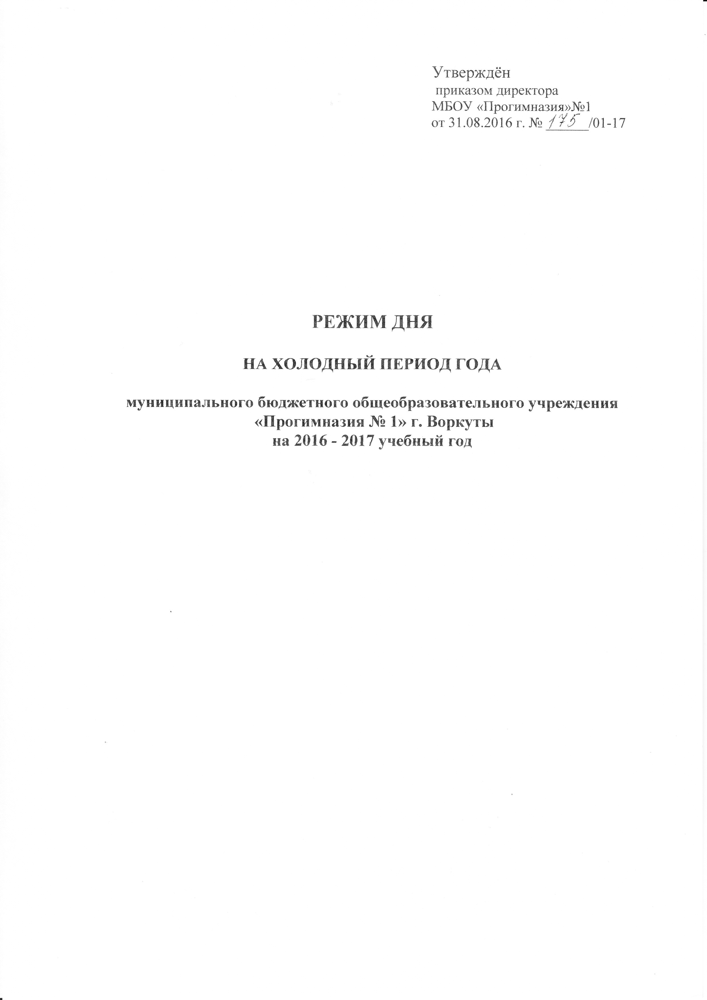 Утверждён
приказом директора
МБОУ «Прогимназия»№1
от 31.08.2016 г. № 175/01-17
РЕЖИМ ДНЯ
НА ХОЛОДНЫЙ ПЕРИОД ГОДА
муниципального бюджетного общеобразовательного учреждения
«Прогимназия № 1» г. Воркуты
на 2016 - 2017 учебный год